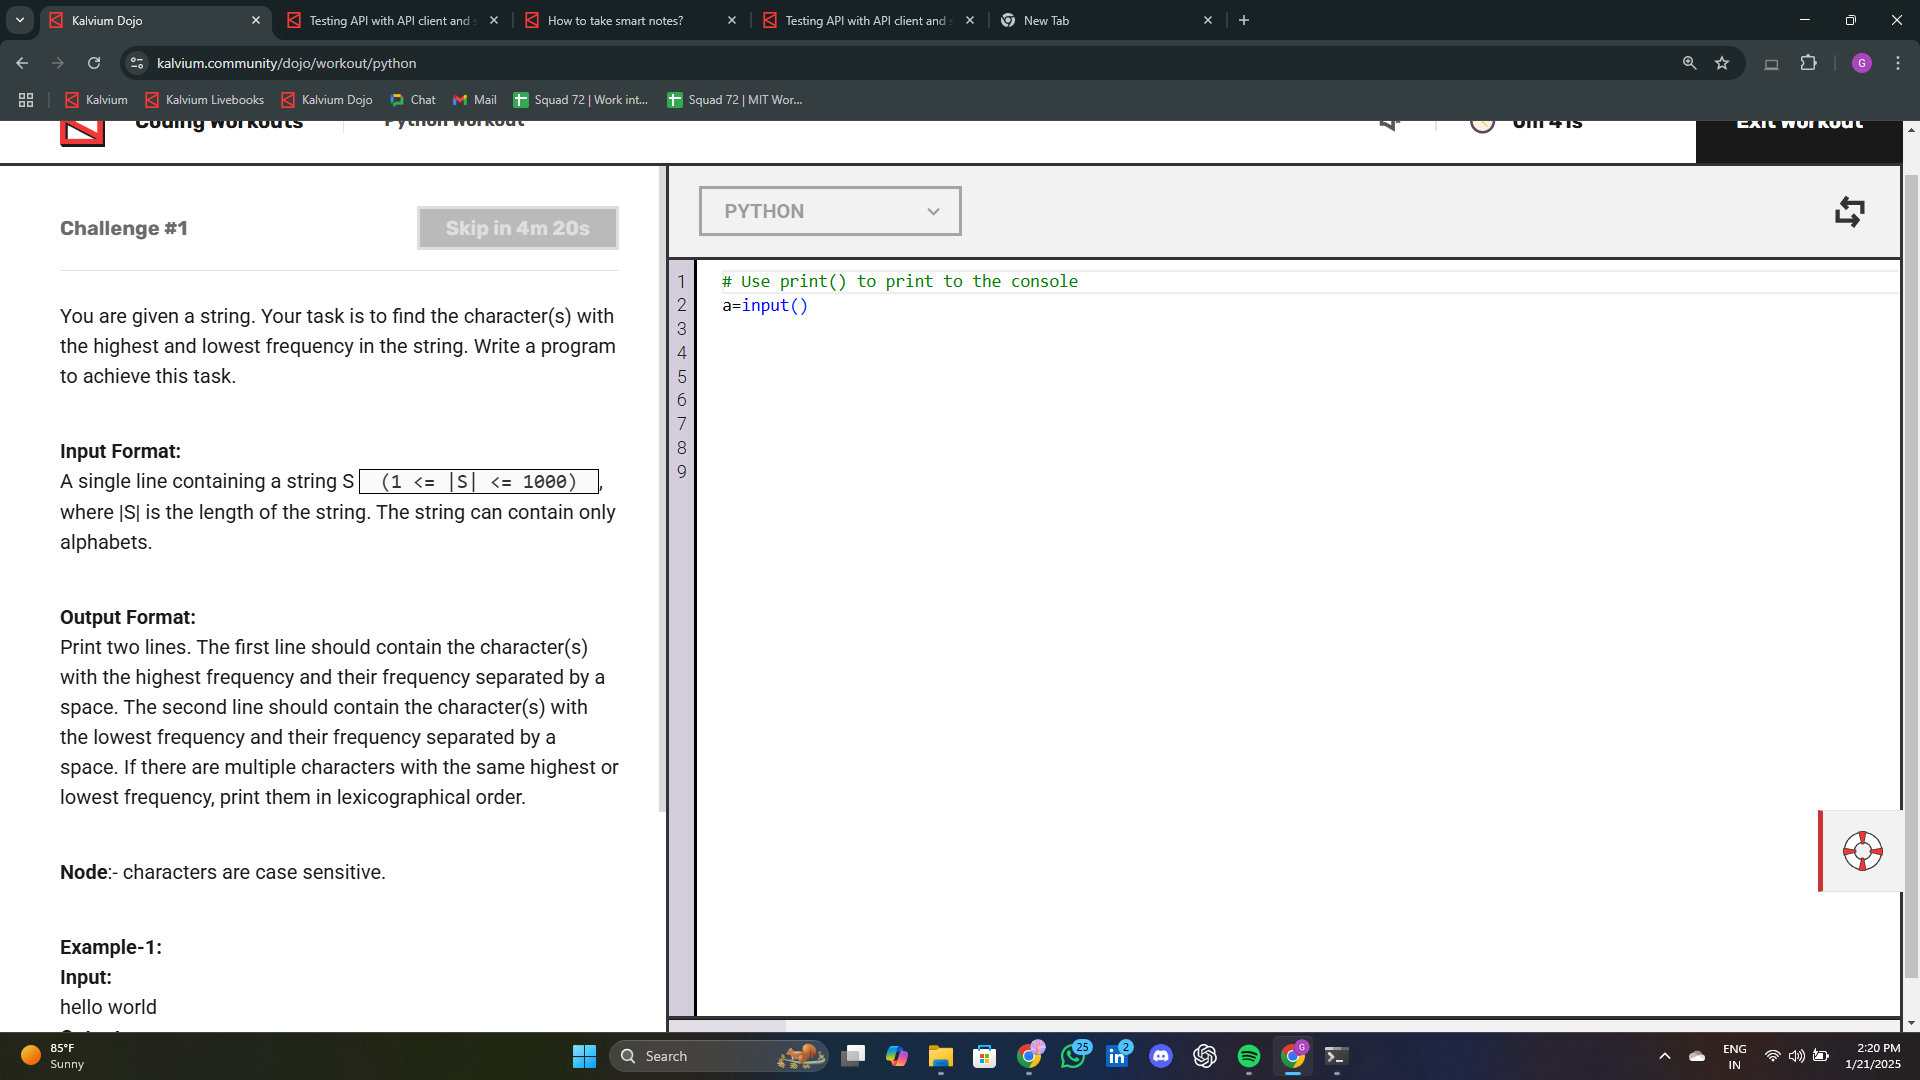 Kalvium Dojo
Testing API with API client and
How to take smart notes?
Testing API with API client and
New Tab
kalvium.community/dojo/workout/python
G
Kalvium
Kalvium Livebooks
Kalvium Dojo
Chat
Mail
Squad 72 | Work int...
Squad 72 | MIT Wor...
Coding Workouts
Python Workout
0m 41s
Exit Workout
Challenge #1
Skip in 4m 20s
You are given a string. Your task is to find the character(s) with
the highest and lowest frequency in the string. Write a program
to achieve this task.
Input Format:
A single line containing a string S (1 <= |S| <= 1000) ,
where |S| is the length of the string. The string can contain only
alphabets.
Output Format:
Print two lines. The first line should contain the character(s)
with the highest frequency and their frequency separated by a
space. The second line should contain the character(s) with
the lowest frequency and their frequency separated by a
space. If there are multiple characters with the same highest or
lowest frequency, print them in lexicographical order.
Node:- characters are case sensitive.
Example-1:
Input:
hello world
PYTHON
1 # Use print() to print to the console
2 a=input()
3
4
5
6
7
8
9
85°F
Sunny
Search
25
2
G
ENG
IN
2:20 PM
1/21/2025